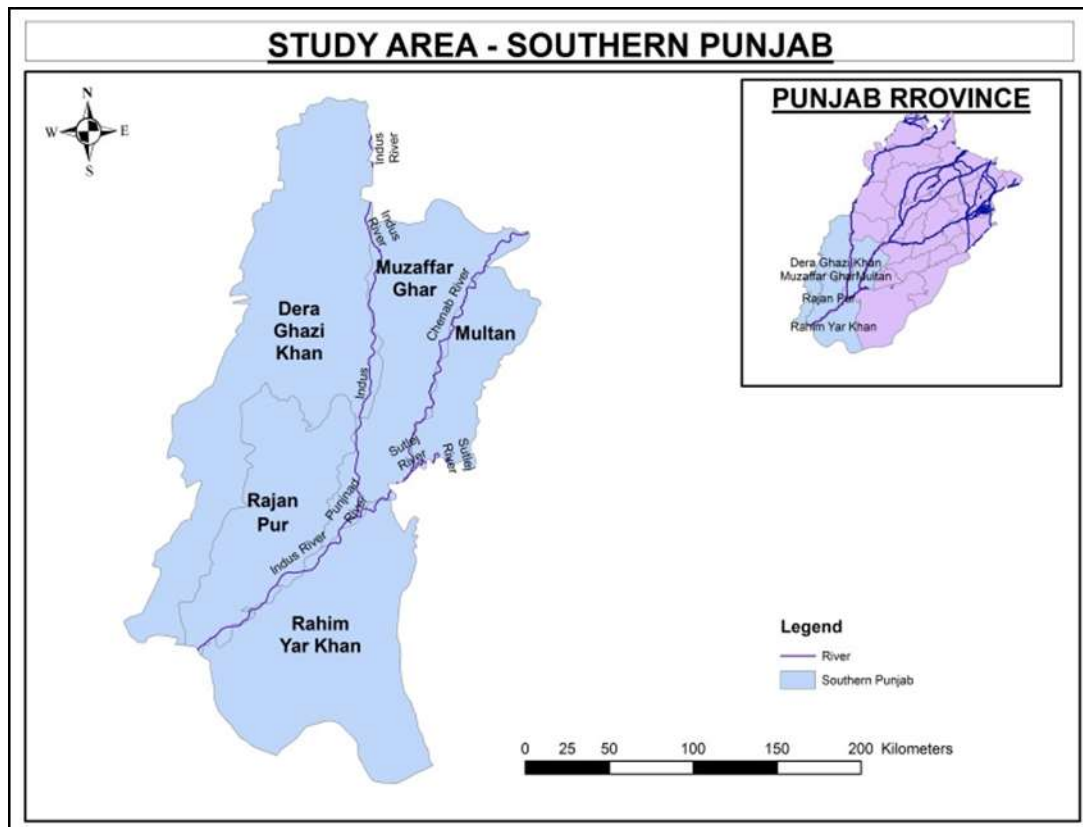 STUDY AREA - SOUTHERN PUNJAB
N
W
E
S
PUNJAB RROVINCE
Dera Ghazi Khan
Muzaffar GharMultan
Rajan Pur
Rahim Yar Khan
Indus
River
Indus
River
Muzaffar
Ghar
Chenab River
Multan
Dera
Ghazi
Khan
Indus
Sutlej
River
Sutlej
River
Rajan
Pur
Punjnad
River
Indus River
Rahim
Yar Khan
Legend
River
Southern Punjab
0 25 50 100 150 200 Kilometers